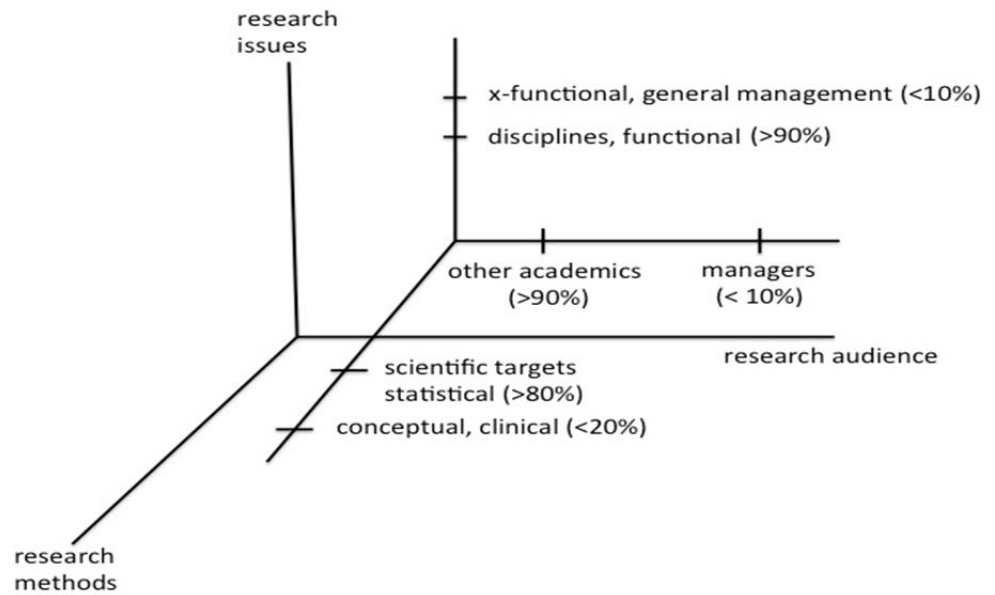 research
issues
x-functional, general management (<10%)
disciplines, functional (>90%)
other academics
(>90%)
managers
(< 10%)
research audience
scientific targets
statistical (>80%)
conceptual, clinical (<20%)
research
methods